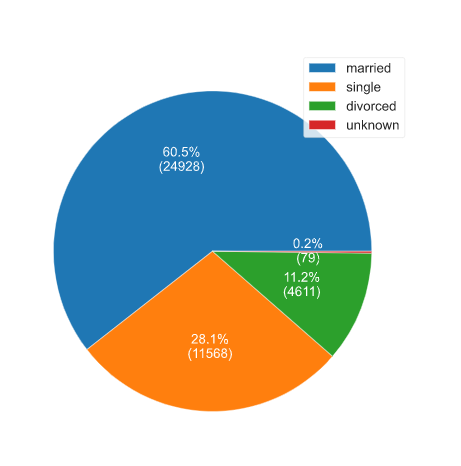 married
single
divorced
unknown
60.5%
(24928)
0.2%
(79)
11.2%
(4611)
28.1%
(11568)